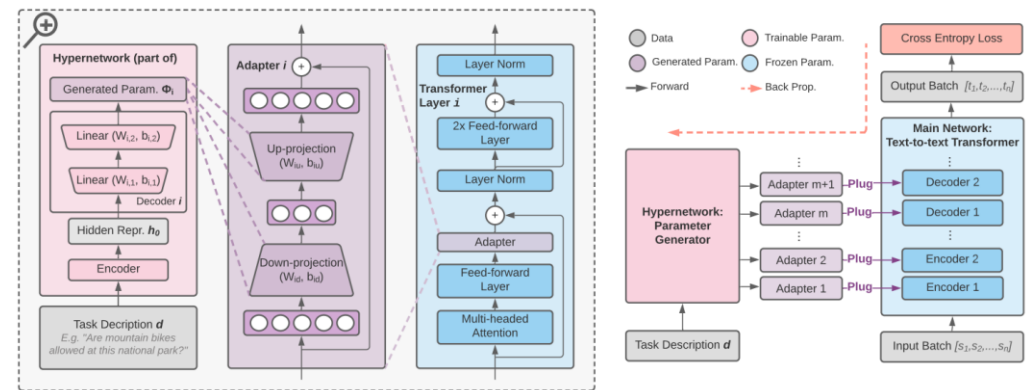 Hypernetwork (part of)
Generated Param. Φi
Linear (Wi,2, bi,2)
Linear (Wi,1, bi,1)
Decoder i
Hidden Repr. h0
Encoder
Task Decription d
E.g. "Are mountain bikes
allowed at this national park?"
Adapter i
Up-projection
(Wiu, biu)
Down-projection
(Wid, bid)
Layer Norm
Transformer
Layer i
2x Feed-forward
Layer
Layer Norm
Adapter
Feed-forward
Layer
Multi-headed
Attention
Data
Trainable Param.
Generated Param.
Frozen Param.
Forward
Back Prop.
Cross Entropy Loss
Output Batch [t1,t2,...,tn]
Main Network:
Text-to-text Transformer
Hypernetwork:
Parameter
Generator
Adapter m+1 Plug Decoder 2
Adapter m Plug Decoder 1
Adapter 2 Plug Encoder 2
Adapter 1 Plug Encoder 1
Task Description d
Input Batch [s1,s2,...,sn]